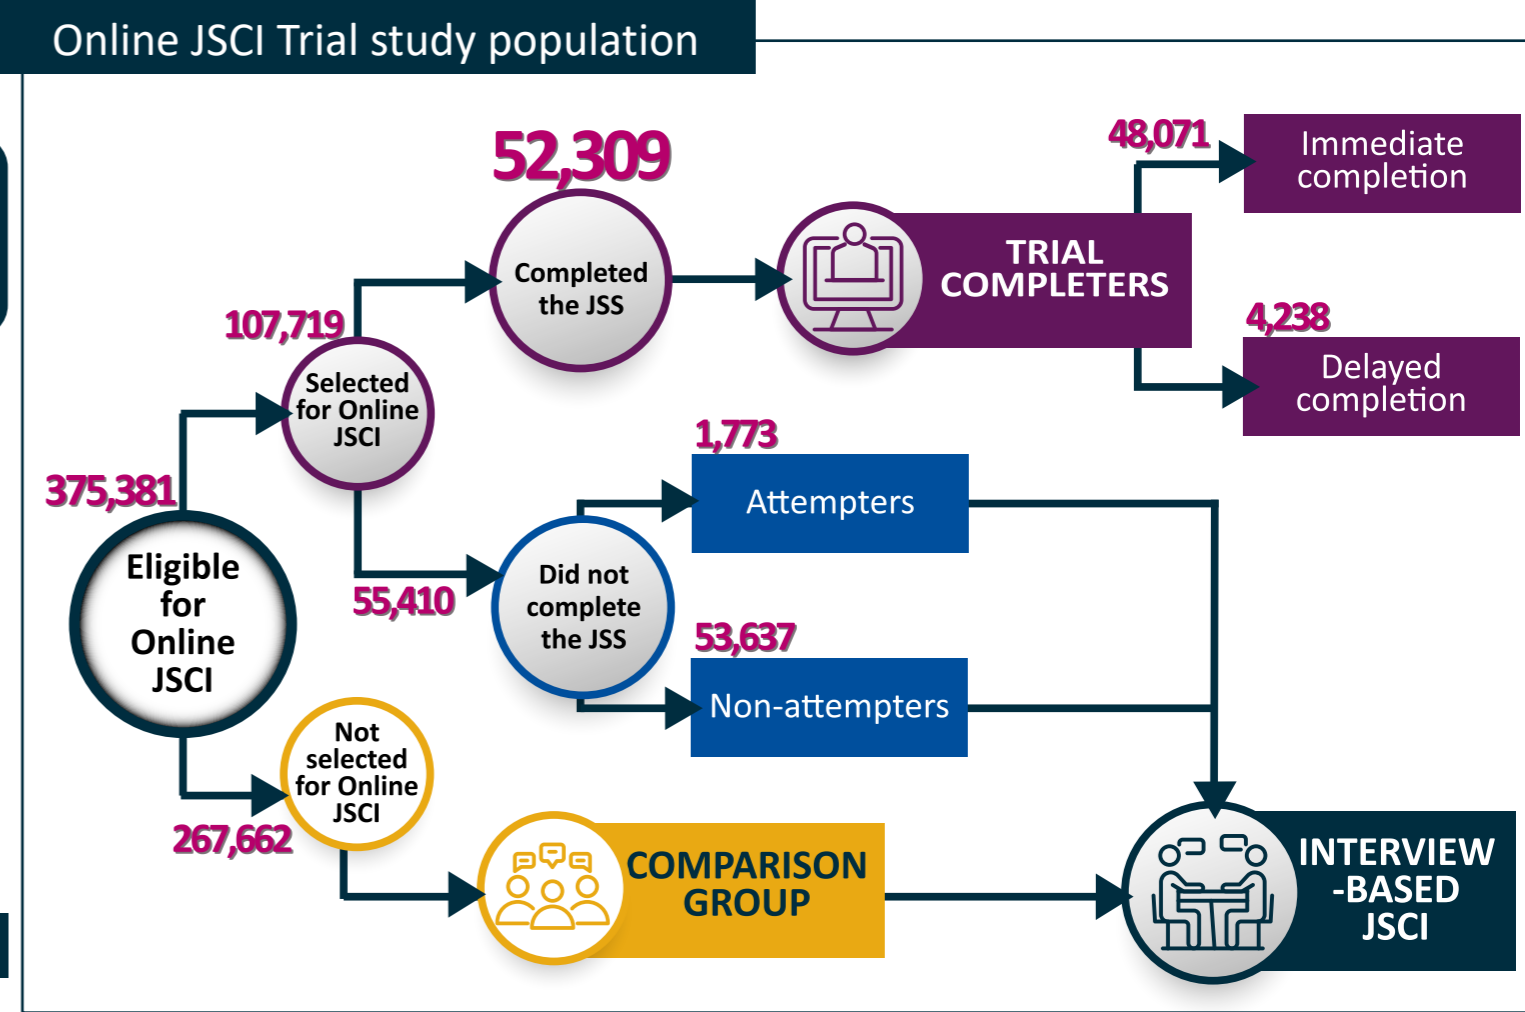 Online JSCI Trial study population
375,381
Eligible
for
Online
JSCI
107,719
Selected
for Online
JSCI
52,309
Completed
the JSS
TRIAL
COMPLETERS
48,071
Immediate
completion
4,238
Delayed
completion
55,410
Did not
complete
the JSS
1,773
Attempters
53,637
Non-attempters
267,662
Not
selected
for Online
JSCI
COMPARISON
GROUP
INTERVIEW
-BASED
JSCI